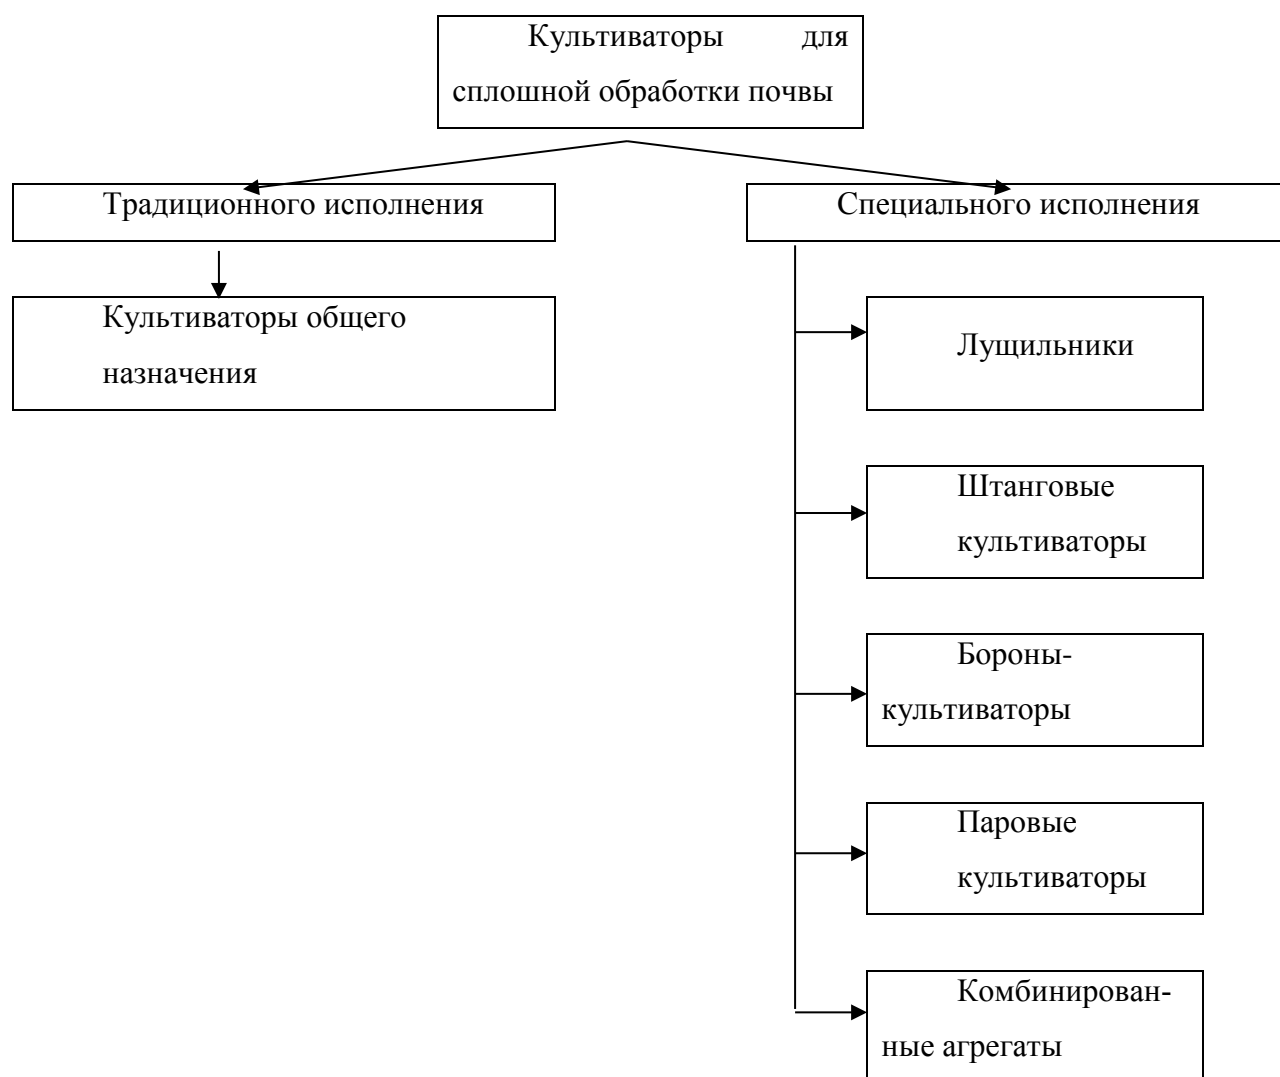 Культиваторы для
сплошной обработки почвы
Традиционного исполнения
Специального исполнения
Культиваторы общего
назначения
Лущильники
Штанговые
культиваторы
Бороны-
культиваторы
Паровые
культиваторы
Комбинирован-
ные агрегаты